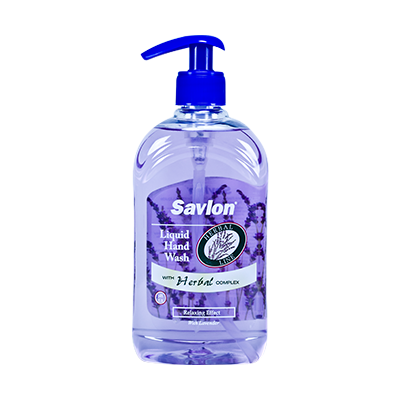 Savlon®
Liquid
Hand
Wash
HERBAL
LINE
WITH Herbal COMPLEX
Relaxing Effect
With Lavender